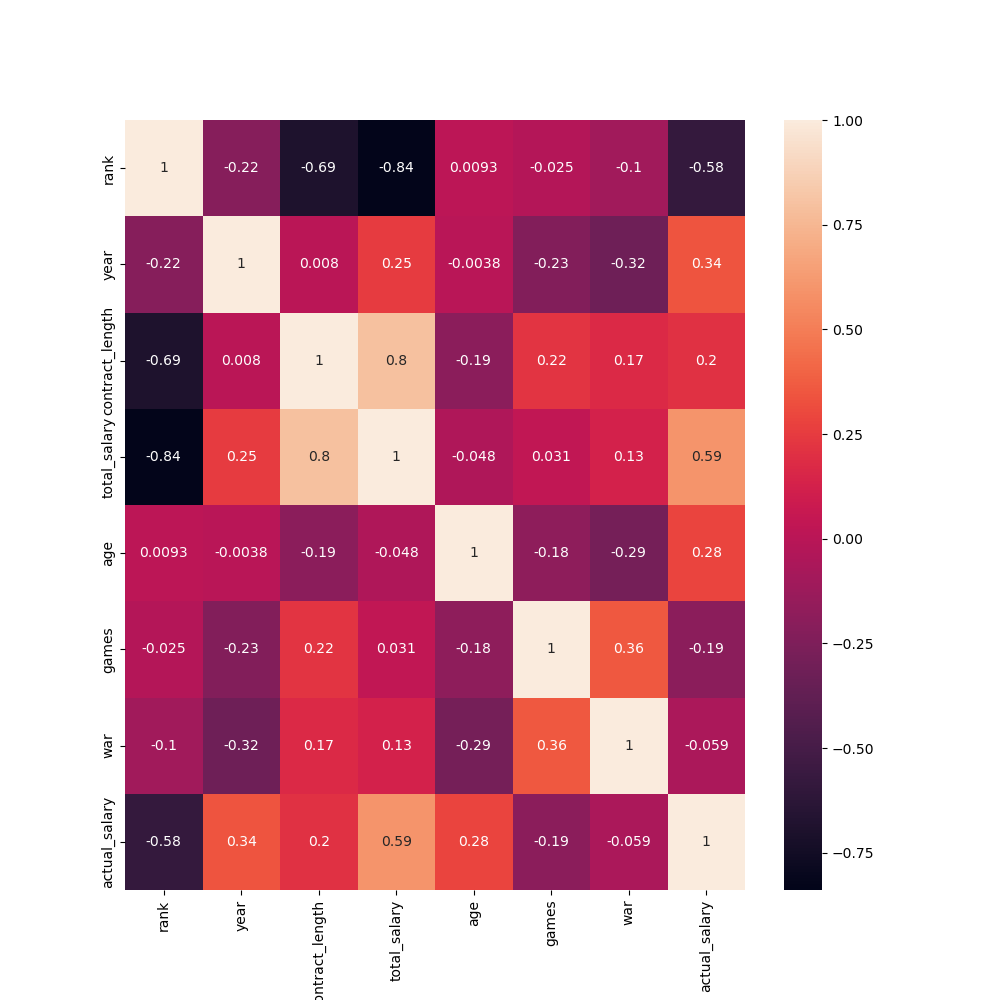 rank 1 -0.22 -0.69 -0.84 0.0093 -0.025 -0.1 -0.58
year -0.22 1 0.008 0.25 -0.0038 -0.23 -0.32 0.34
contract_length -0.69 0.008 1 0.8 -0.19 0.22 0.17 0.2
total_salary -0.84 0.25 0.8 1 -0.048 0.031 0.13 0.59
age 0.0093 -0.0038 -0.19 -0.048 1 -0.18 -0.29 0.28
games -0.025 -0.23 0.22 0.031 -0.18 1 0.36 -0.19
war -0.1 -0.32 0.17 0.13 -0.29 0.36 1 -0.059
actual_salary -0.58 0.34 0.2 0.59 0.28 -0.19 -0.059 1
rank year ontract_length total_salary age games war actual_salary
1.00
0.75
0.50
0.25
0.00
−0.25
−0.50
−0.75